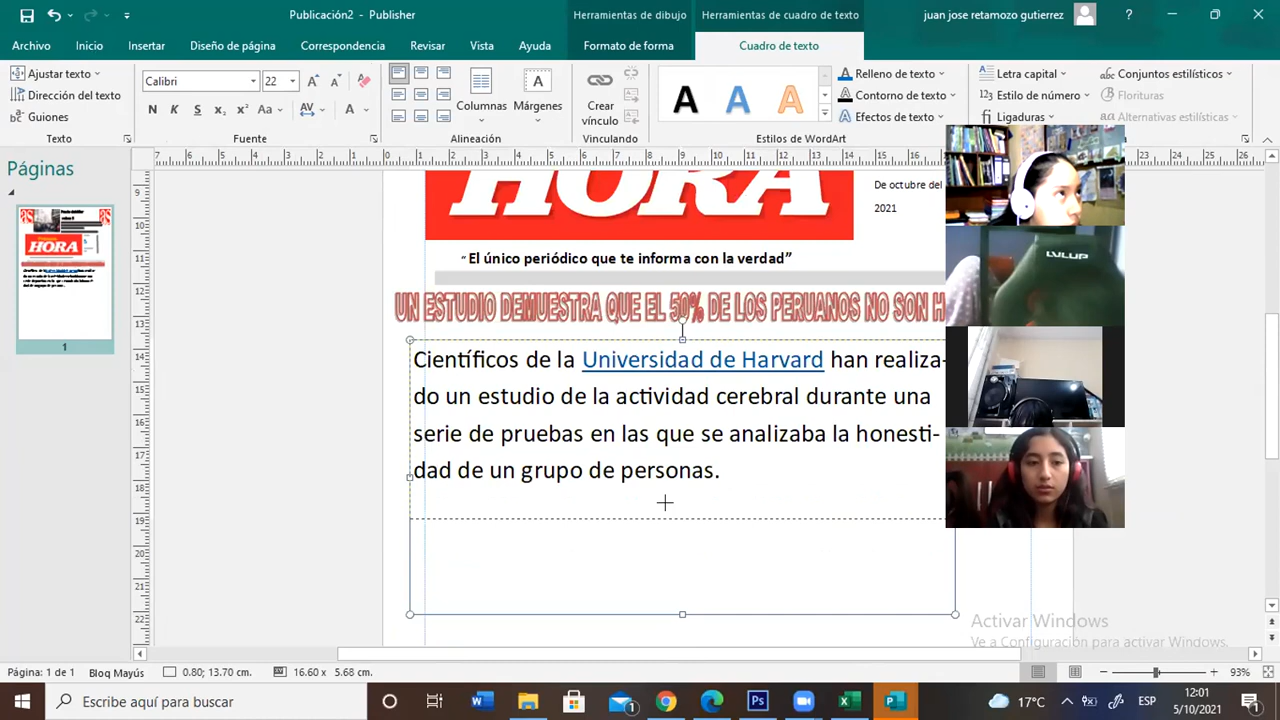 Publicación2 - Publisher
Herramientas de dibujo
Herramientas de cuadro de texto
juan jose retamozo gutierrez
Archivo
Inicio
Insertar
Diseño de página
Correspondencia
Revisar
Vista
Ayuda
Formato de forma
Cuadro de texto
Ajustar texto
Dirección del texto
Guiones
Texto
Calibri
22
N K S X₂ X² Aa AV A
Fuente
Columnas
Márgenes
Alineación
Crear
vínculo
Vinculando
A A A
Estilos de WordArt
Relleno de texto
Contorno de texto
Efectos de texto
Letra capital
Estilo de número
Ligaduras
Conjuntos estilísticos
Florituras
Alternativas estilísticas
Páginas
1
HORA
De octubre del
2021
“ El único periódico que te informa con la verdad”
UN ESTUDIO DEMUESTRA QUE EL 50% DE LOS PERUANOS NO SON H
Científicos de la Universidad de Harvard han realiza-
do un estudio de la actividad cerebral durante una
serie de pruebas en las que se analizaba la honesti-
dad de un grupo de personas.
LVLUP
Activar Windows
Ve a Configuración para activar Windows.
Página: 1 de 1
Bloq Mayús
0.80; 13.70 cm.
16.60 x 5.68 cm.
93%
Escribe aquí para buscar
17°C
ESP
12:01
5/10/2021